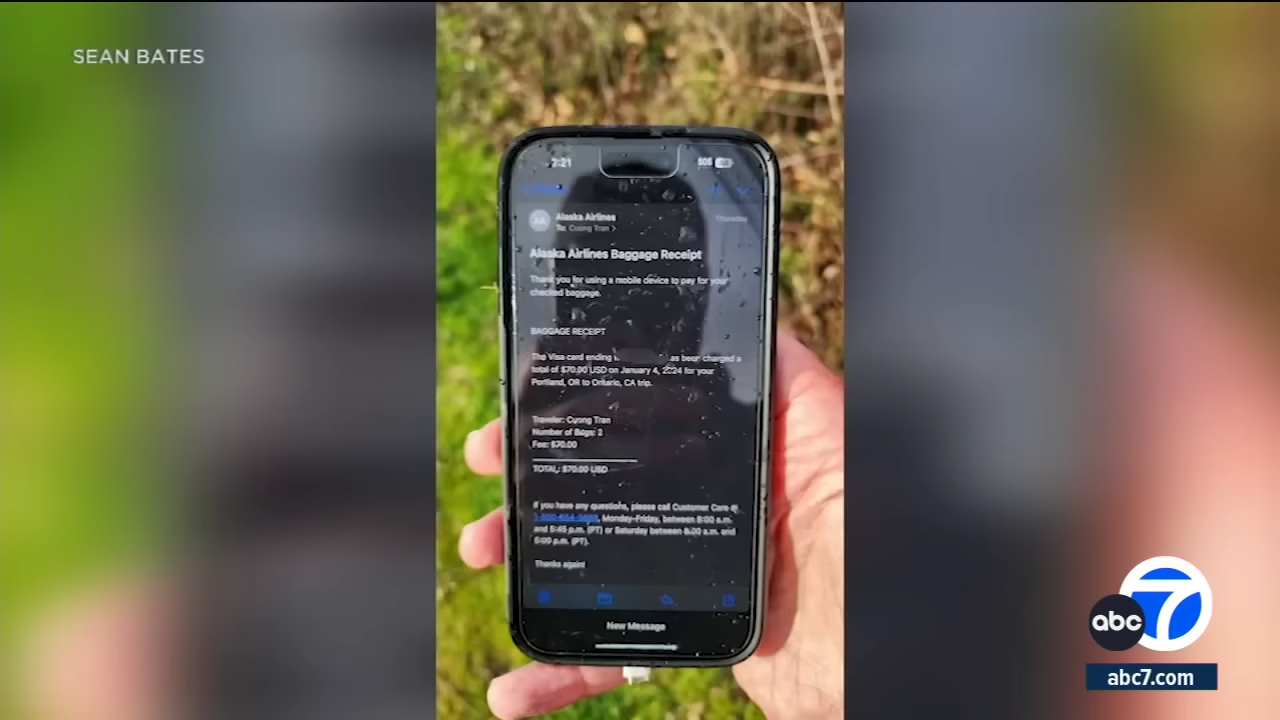 SEAN BATES
2:21
SOS
Alaska Airlines
Thursday
To: Cuong Tran >
Alaska Airlines Baggage Receipt
Thank you for using a mobile device to pay for your
checked baggage.
BAGGAGE RECEIPT
The Visa card ending as been charged a
total of $70.00 USD on January 4, 2024 for your
Portland, OR to Ontario, CA trip.
Traveler: Cuong Tran
Number of Bags: 2
Fee: $70.00
TOTAL: $70.00 USD
If you have any questions, please call Customer Care @
, Monday-Friday, between 8:00 a.m.
and 5:45 p.m. (PT) or Saturday between 8:00 a.m. and
5:00 p.m. (PT).
Thanks again!
New Message
abc 7
abc7.com